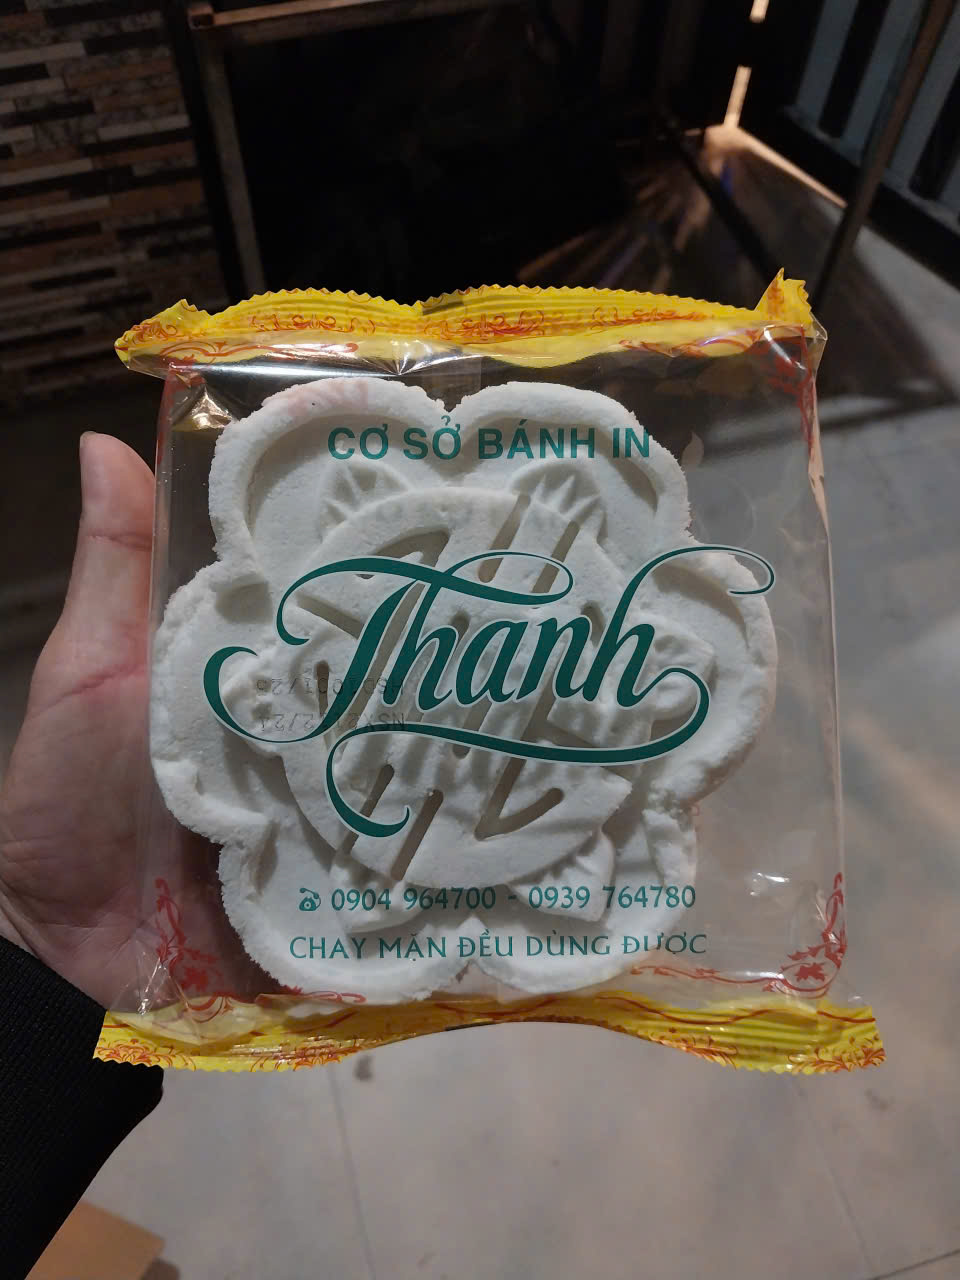 CƠ SỞ BÁNH IN
Thanh
0904 964700 - 0939 764780
CHAY MẶN ĐỀU DÙNG ĐƯỢC